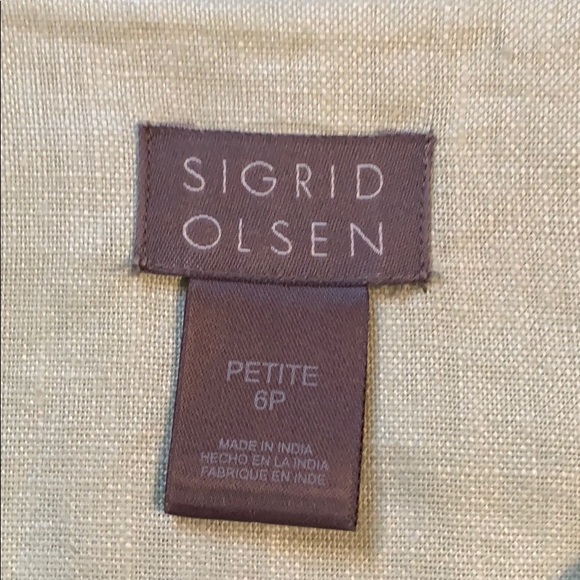 SIGRID
OLSEN
PETITE
6P
MADE IN INDIA
HECHO EN LA INDIA
FABRIQUE EN INDE